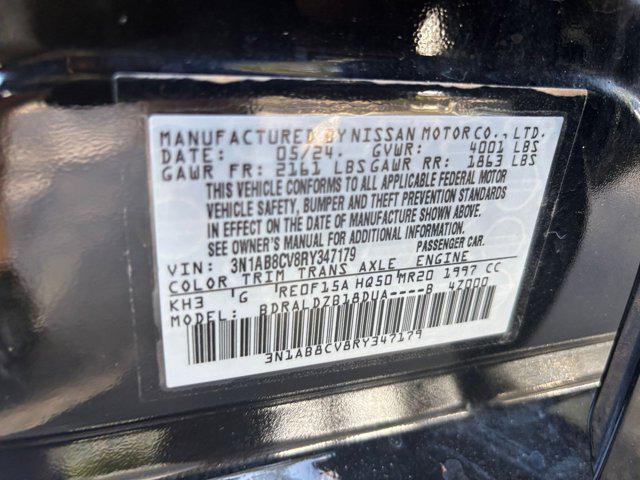 MANUFACTURED BY NISSAN MOTOR CO., LTD.
DATE: 05/24. GVWR: 4001 LBS
GAWR FR: 2161 LBS GAWR RR: 1863 LBS
THIS VEHICLE CONFORMS TO ALL APPLICABLE FEDERAL MOTOR
VEHICLE SAFETY, BUMPER AND THEFT PREVENTION STANDARDS
IN EFFECT ON THE DATE OF MANUFACTURE SHOWN ABOVE.
SEE OWNER'S MANUAL FOR ADDITIONAL INFORMATION.
VIN: 3N1AB8CV8RY347179 PASSENGER CAR.
COLOR TRIM TRANS AXLE ENGINE
KH3 G RE0F15A HQ50 MR20 1997 CC
MODEL: BDRALDZB18DUA----B 4Z000
3N1AB8CV8RY347179